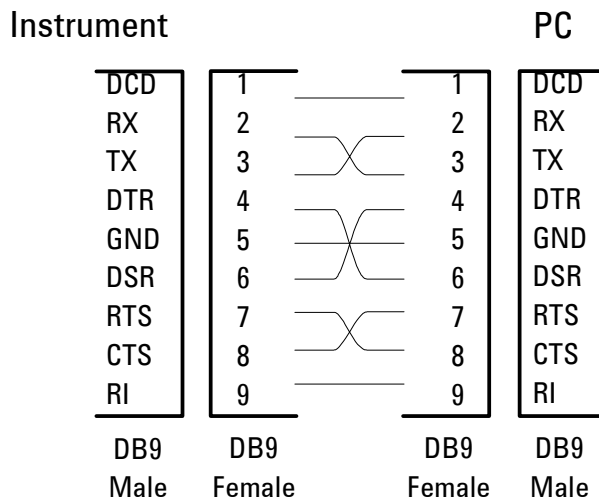 Instrument PC
DCD 1 1 DCD
RX 2 2 RX
TX 3 3 TX
DTR 4 4 DTR
GND 5 5 GND
DSR 6 6 DSR
RTS 7 7 RTS
CTS 8 8 CTS
RI 9 9 RI
DB9 DB9 DB9 DB9
Male Female Female Male